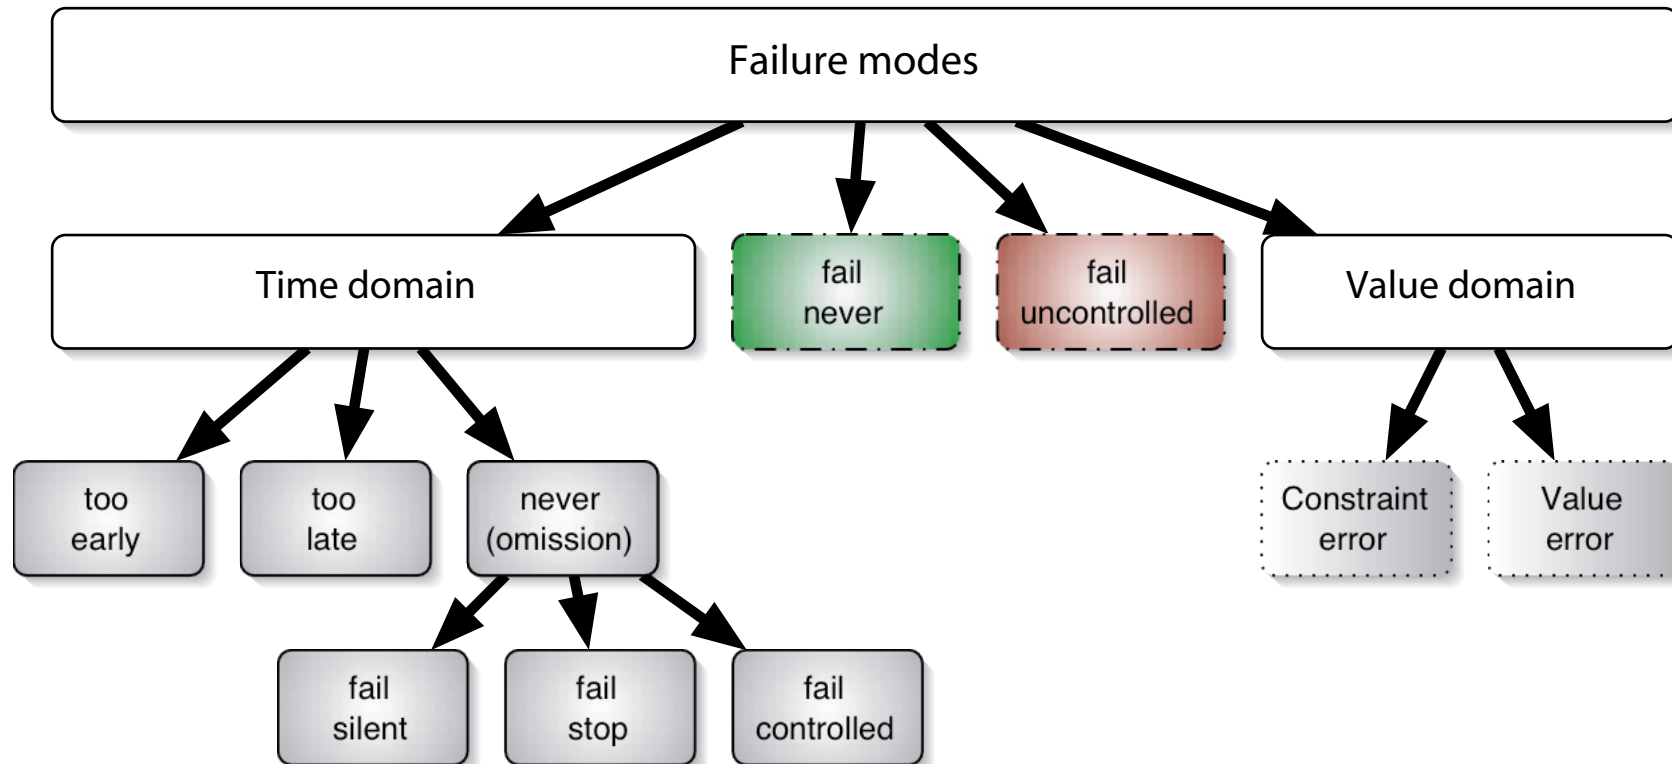 Failure modes
Time domain
fail
never
fail
uncontrolled
Value domain
too
early
too
late
never
(omission)
Constraint
error
Value
error
fail
silent
fail
stop
fail
controlled